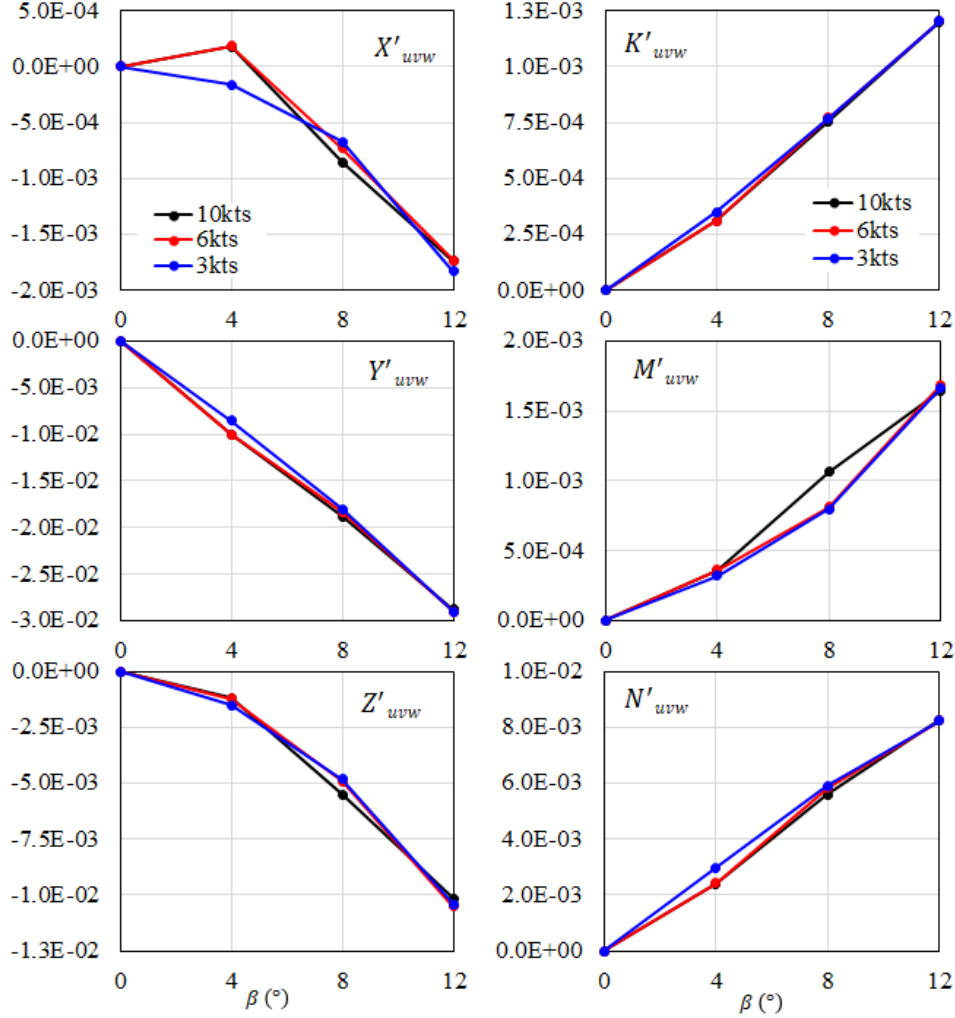 5.0E-04
0.0E+00
-5.0E-04
-1.0E-03
-1.5E-03
-2.0E-03
X'uvw
10kts
6kts
3kts
0 4 8 12
1.3E-03
1.0E-03
7.5E-04
5.0E-04
2.5E-04
0.0E+00
K'uvw
10kts
6kts
3kts
0 4 8 12
0.0E+00
-5.0E-03
-1.0E-02
-1.5E-02
-2.0E-02
-2.5E-02
-3.0E-02
Y'uvw
0 4 8 12
2.0E-03
1.5E-03
1.0E-03
5.0E-04
0.0E+00
M'uvw
0 4 8 12
0.0E+00
-2.5E-03
-5.0E-03
-7.5E-03
-1.0E-02
-1.3E-02
Z'uvw
0 4 8 12
β (°)
1.0E-02
8.0E-03
6.0E-03
4.0E-03
2.0E-03
0.0E+00
N'uvw
0 4 8 12
β (°)